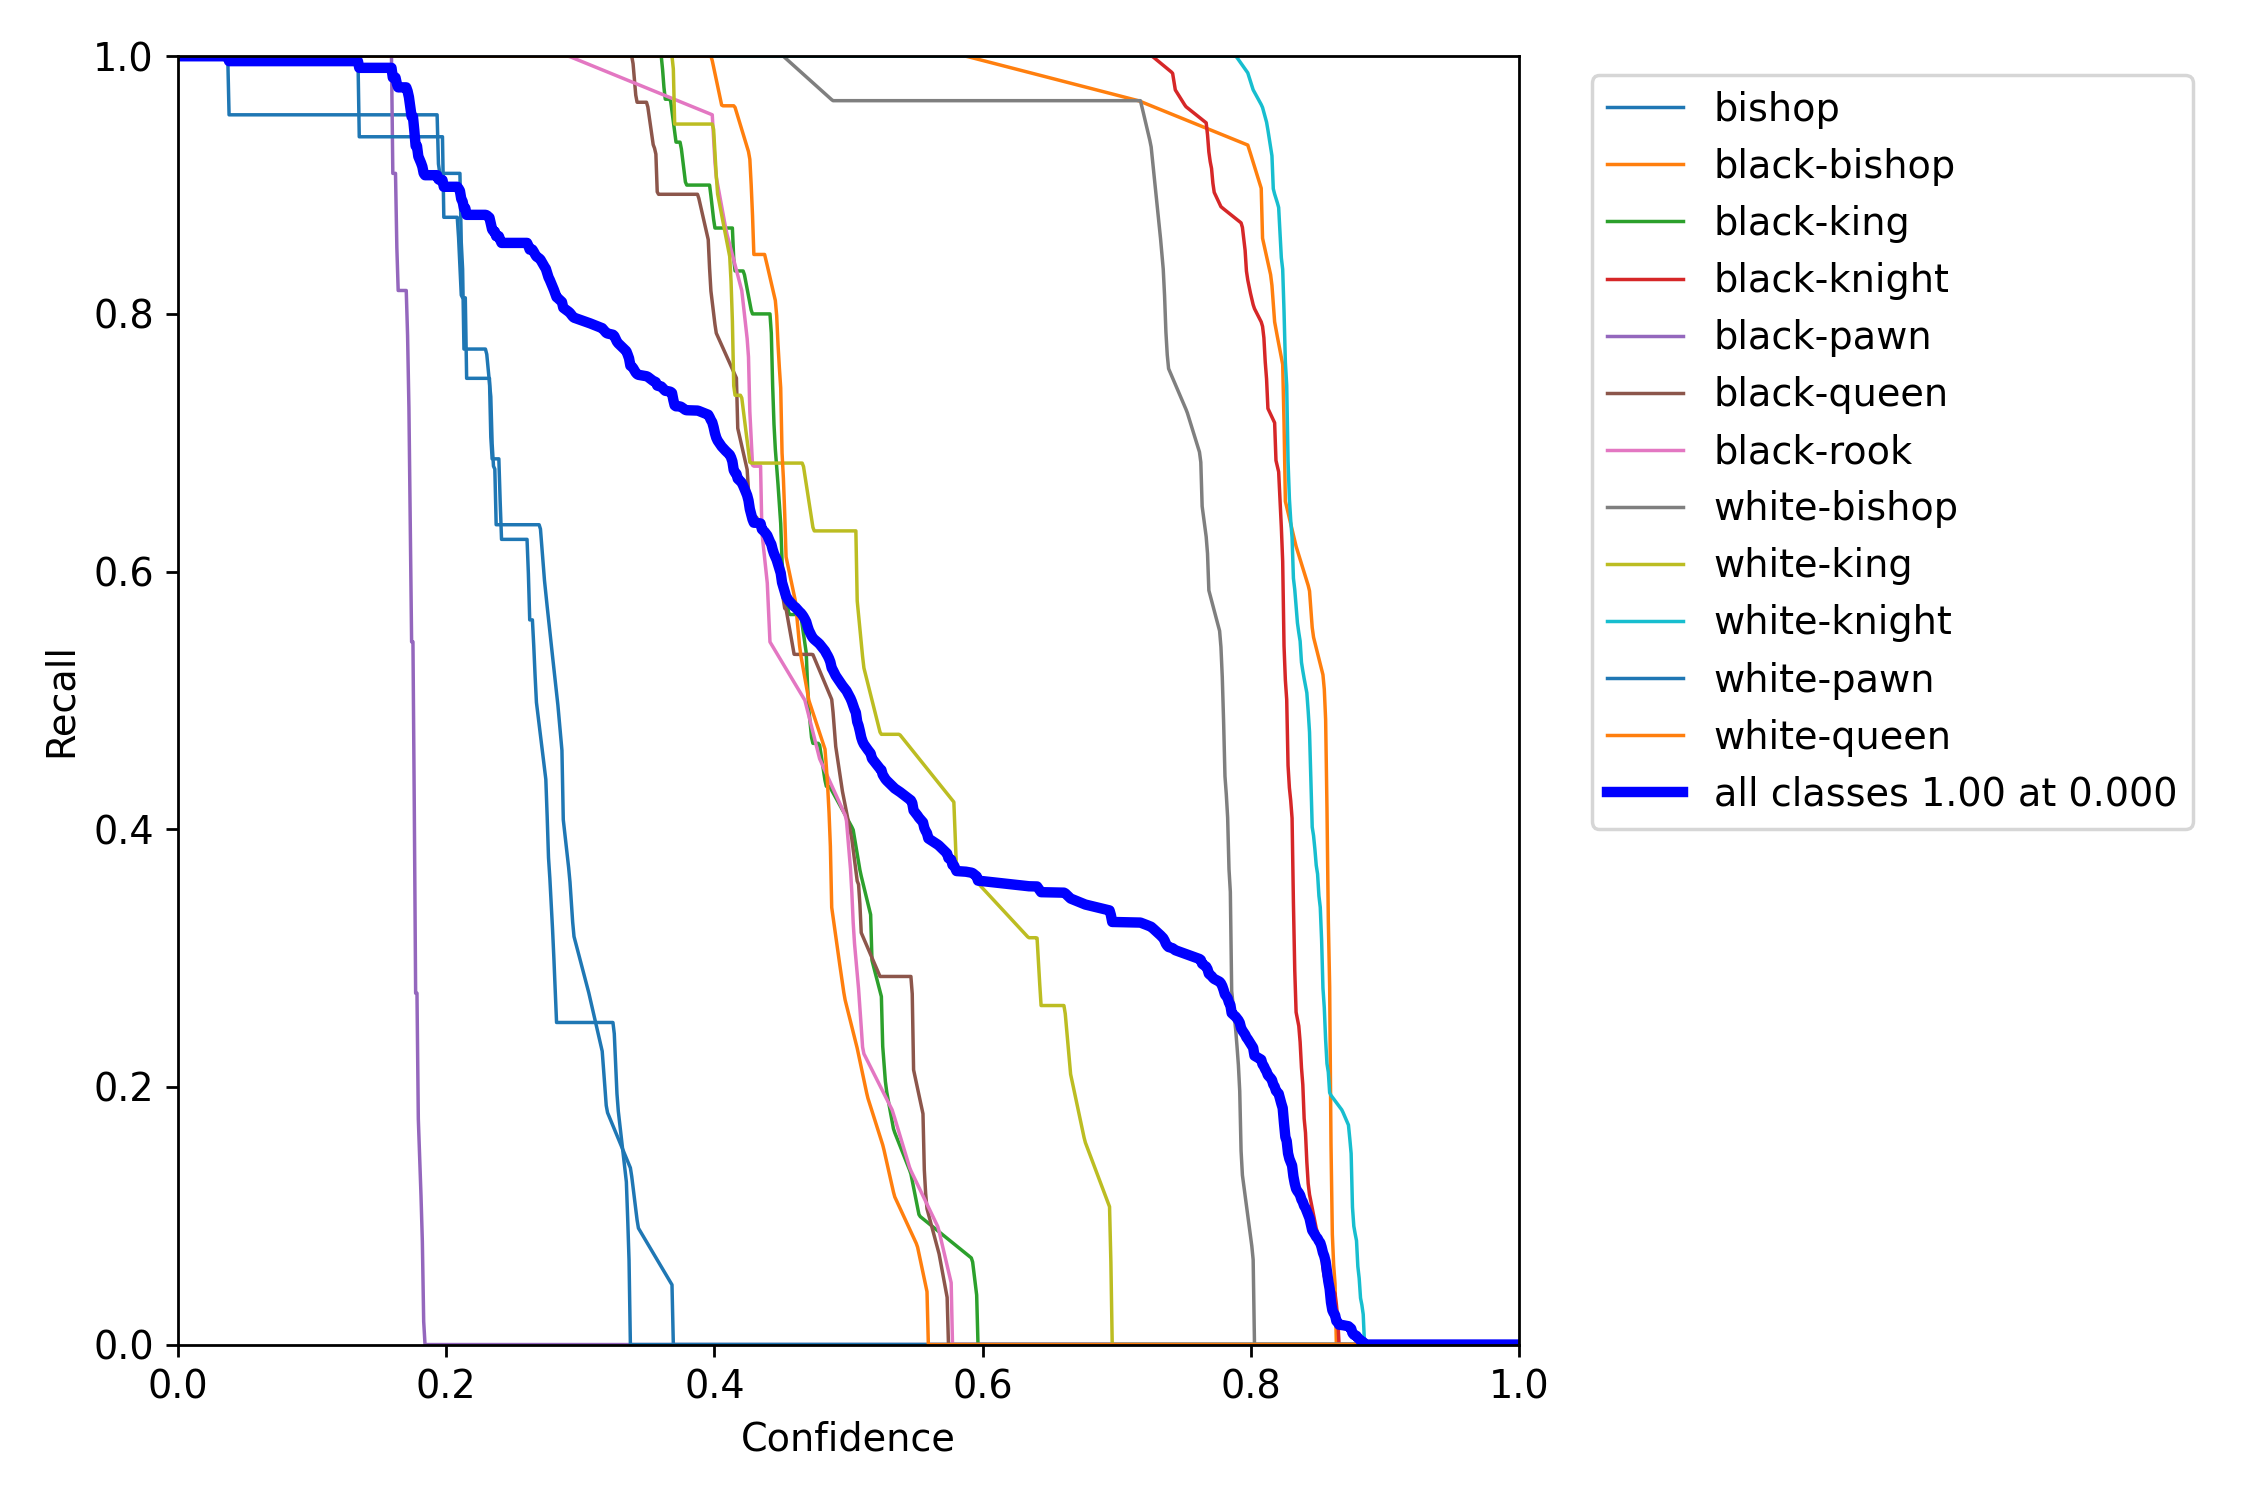 1.0
0.8
0.6
0.4
0.2
0.0
Recall
0.0 0.2 0.4 0.6 0.8 1.0
Confidence
bishop
black-bishop
black-king
black-knight
black-pawn
black-queen
black-rook
white-bishop
white-king
white-knight
white-pawn
white-queen
all classes 1.00 at 0.000